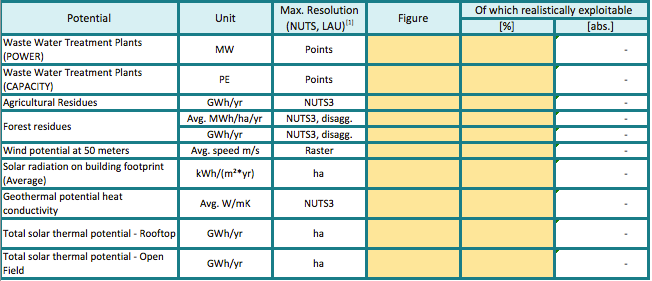 Potential Unit Max. Resolution (NUTS, LAU)[1] Figure Of which realistically exploitable
[%] [abs.]
Waste Water Treatment Plants (POWER) MW Points -
Waste Water Treatment Plants (CAPACITY) PE Points -
Agricultural Residues GWh/yr NUTS3 -
Forest residues Avg. MWh/ha/yr NUTS3, disagg. -
GWh/yr NUTS3, disagg. -
Wind potential at 50 meters Avg. speed m/s Raster -
Solar radiation on building footprint (Average) kWh/(m²*yr) ha -
Geothermal potential heat conductivity Avg. W/mK NUTS3 -
Total solar thermal potential - Rooftop GWh/yr ha -
Total solar thermal potential - Open Field GWh/yr ha -